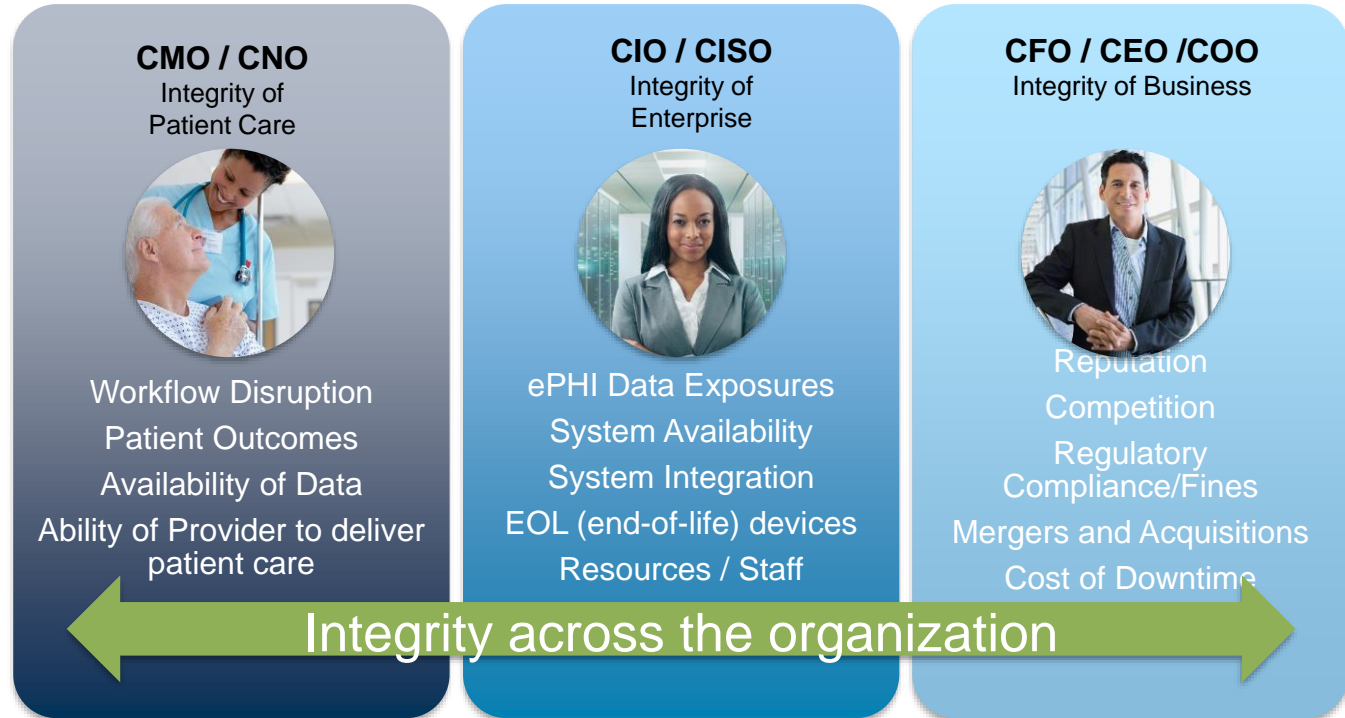 CMO / CNO
Integrity of
Patient Care
Workflow Disruption
Patient Outcomes
Availability of Data
Ability of Provider to deliver
patient care
CIO / CISO
Integrity of
Enterprise
ePHI Data Exposures
System Availability
System Integration
EOL (end-of-life) devices
Resources / Staff
CFO / CEO /COO
Integrity of Business
Reputation
Competition
Regulatory
Compliance/Fines
Mergers and Acquisitions
Cost of Downtime
Integrity across the organization